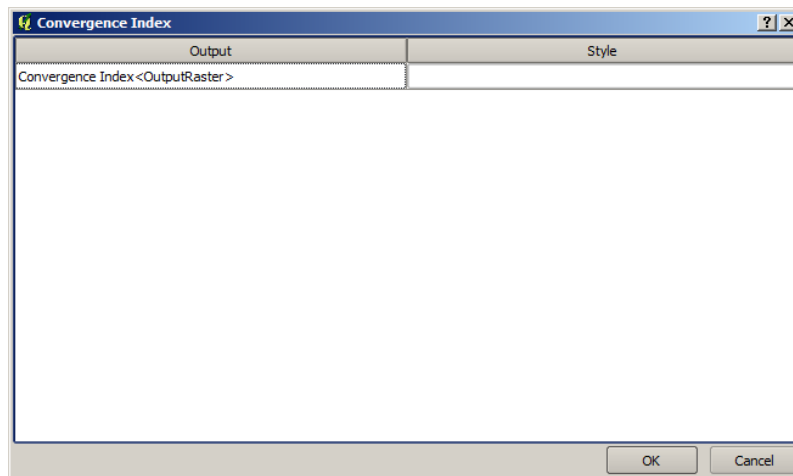 Convergence Index
Output Style
Convergence Index<OutputRaster>
OK Cancel